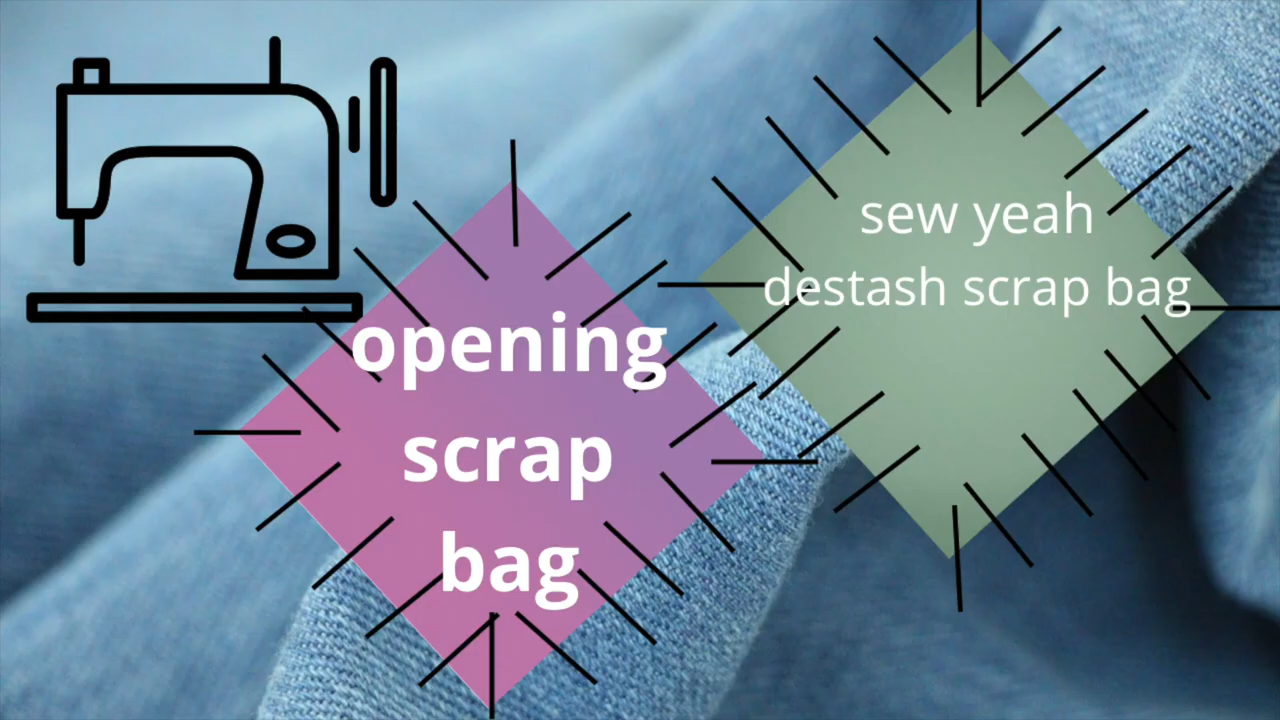 opening
scrap
bag
sew yeah
destash scrap bag